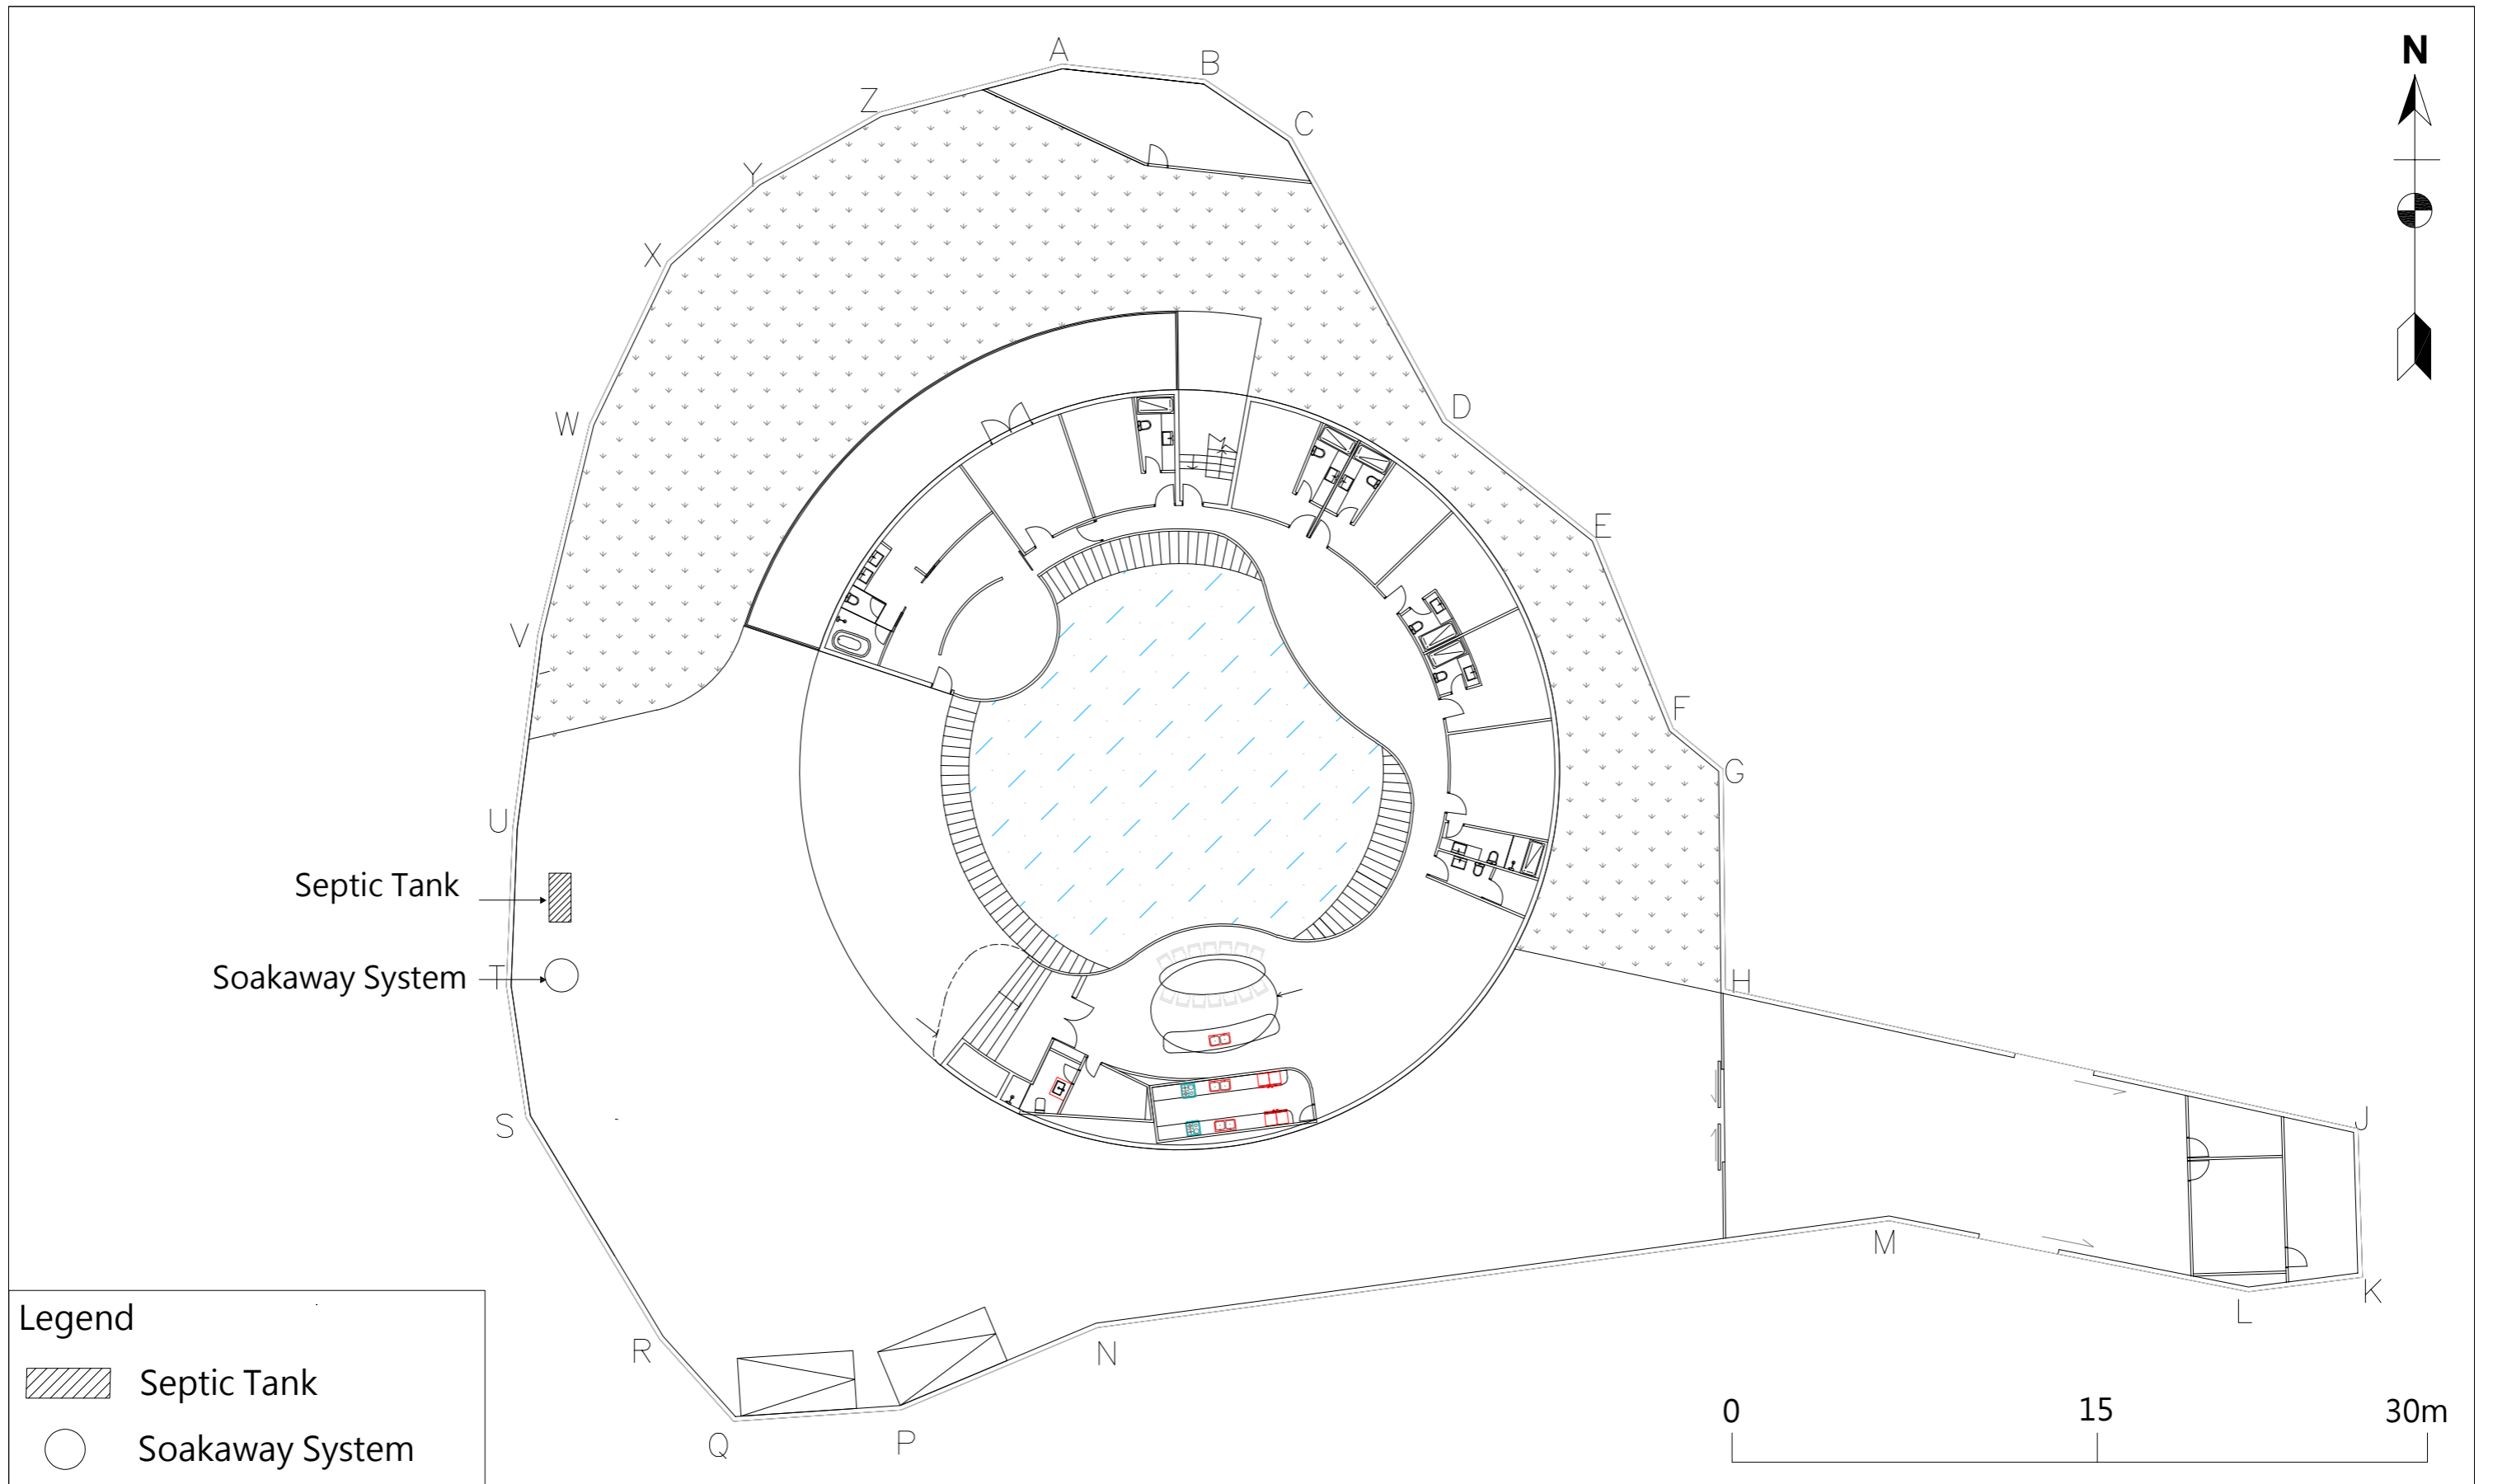 N
A
B
Z
C
Y
X
D
W
E
V
F
G
U
Septic Tank
Soakaway System
T
H
S
J
M
K
L
R
N
Q
P
Legend
Septic Tank
Soakaway System
0 15 30m